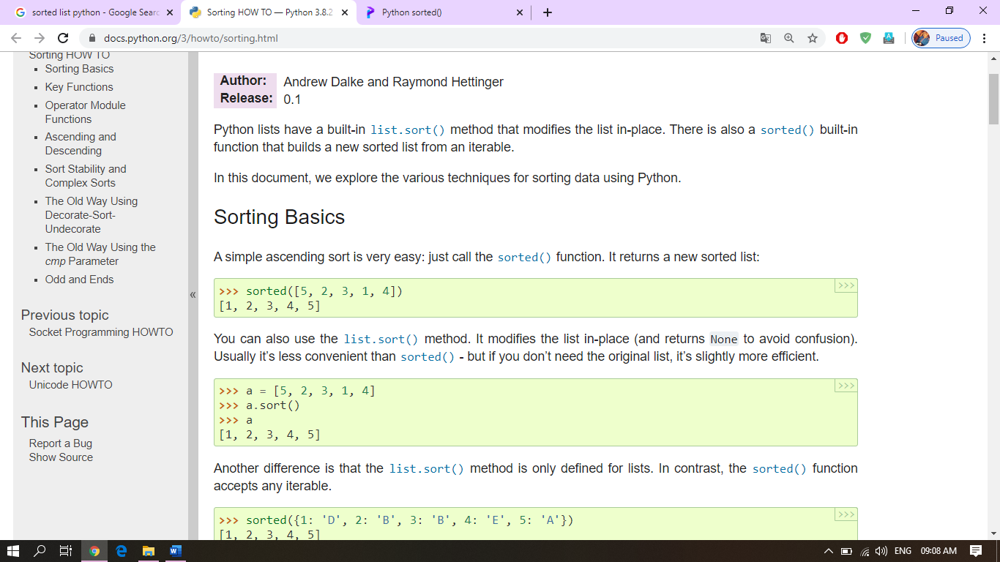 sorted list python - Google Searc
Sorting HOW TO — Python 3.8.2
Python sorted()
docs.python.org/3/howto/sorting.html
Paused
Sorting HOW TO
Sorting Basics
Key Functions
Operator Module
Functions
Ascending and
Descending
Sort Stability and
Complex Sorts
The Old Way Using
Decorate-Sort-
Undecorate
The Old Way Using the
cmp Parameter
Odd and Ends
Previous topic
Socket Programming HOWTO
Next topic
Unicode HOWTO
This Page
Report a Bug
Show Source
«
Author: Andrew Dalke and Raymond Hettinger
Release: 0.1
Python lists have a built-in list.sort() method that modifies the list in-place. There is also a sorted() built-in
function that builds a new sorted list from an iterable.
In this document, we explore the various techniques for sorting data using Python.
Sorting Basics
A simple ascending sort is very easy: just call the sorted() function. It returns a new sorted list:
>>>
>>> sorted([5, 2, 3, 1, 4])
[1, 2, 3, 4, 5]
You can also use the list.sort() method. It modifies the list in-place (and returns None to avoid confusion).
Usually it's less convenient than sorted() - but if you don't need the original list, it's slightly more efficient.
>>>
>>> a = [5, 2, 3, 1, 4]
>>> a.sort()
>>> a
[1, 2, 3, 4, 5]
Another difference is that the list.sort() method is only defined for lists. In contrast, the sorted() function
accepts any iterable.
>>>
>>> sorted({1: 'D', 2: 'B', 3: 'B', 4: 'E', 5: 'A'})
[1, 2, 3, 4, 5]
ENG 09:08 AM